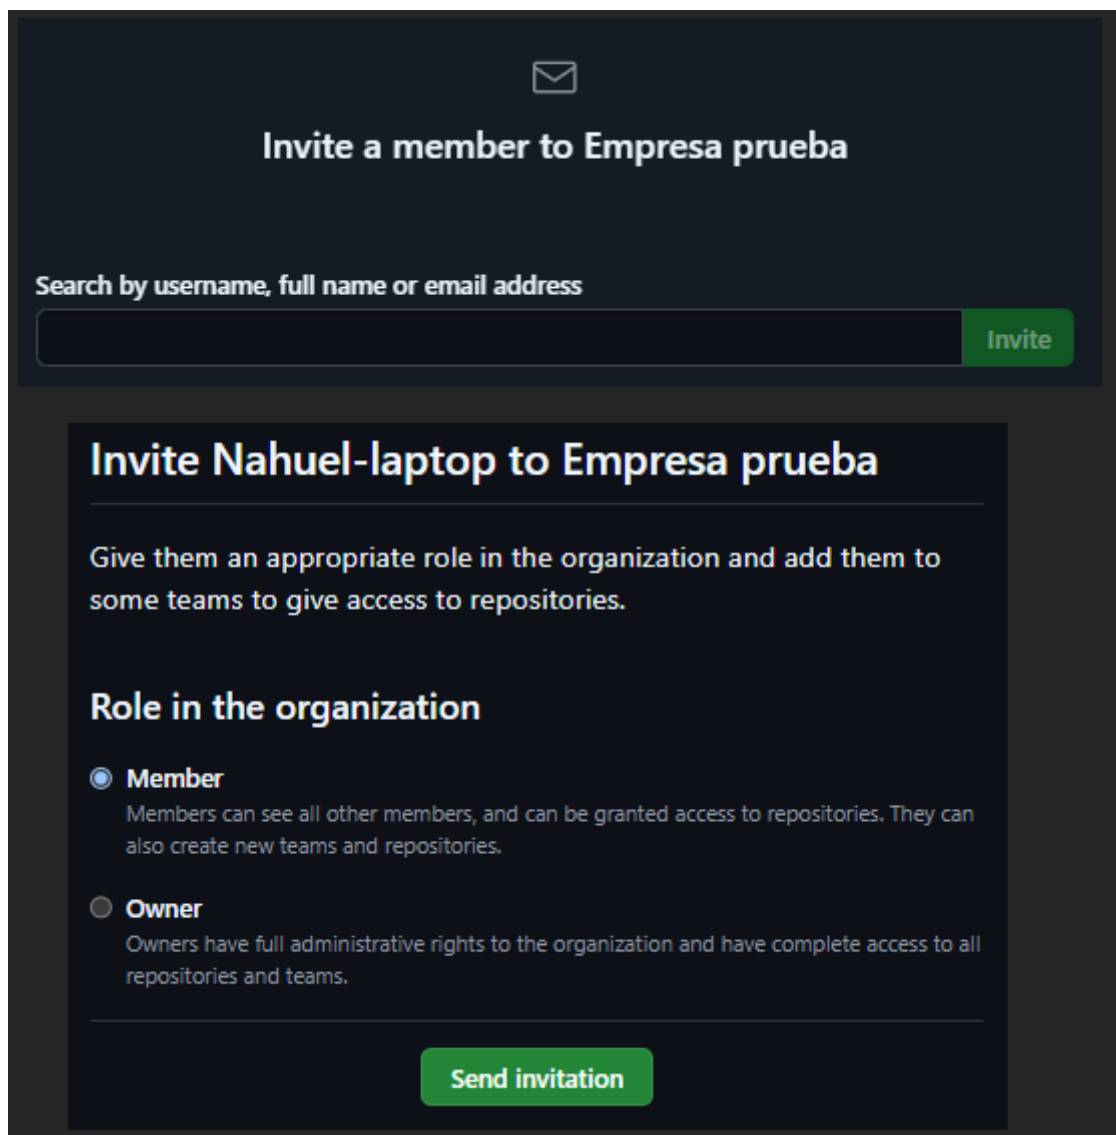 Invite a member to Empresa prueba
Search by username, full name or email address
Invite
Invite Nahuel-laptop to Empresa prueba
Give them an appropriate role in the organization and add them to
some teams to give access to repositories.
Role in the organization
Member
Members can see all other members, and can be granted access to repositories. They can
also create new teams and repositories.
Owner
Owners have full administrative rights to the organization and have complete access to all
repositories and teams.
Send invitation